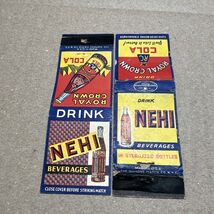 COLA
ROYAL
CROWN
DRINK
NEHI
BEVERAGES
CLOSE COVER BEFORE STRIKING MATCH
DRINK
ROYAL CROWN
COLA
DRINK
NEHI
BEVERAGES
IN STERILIZED BOTTLES